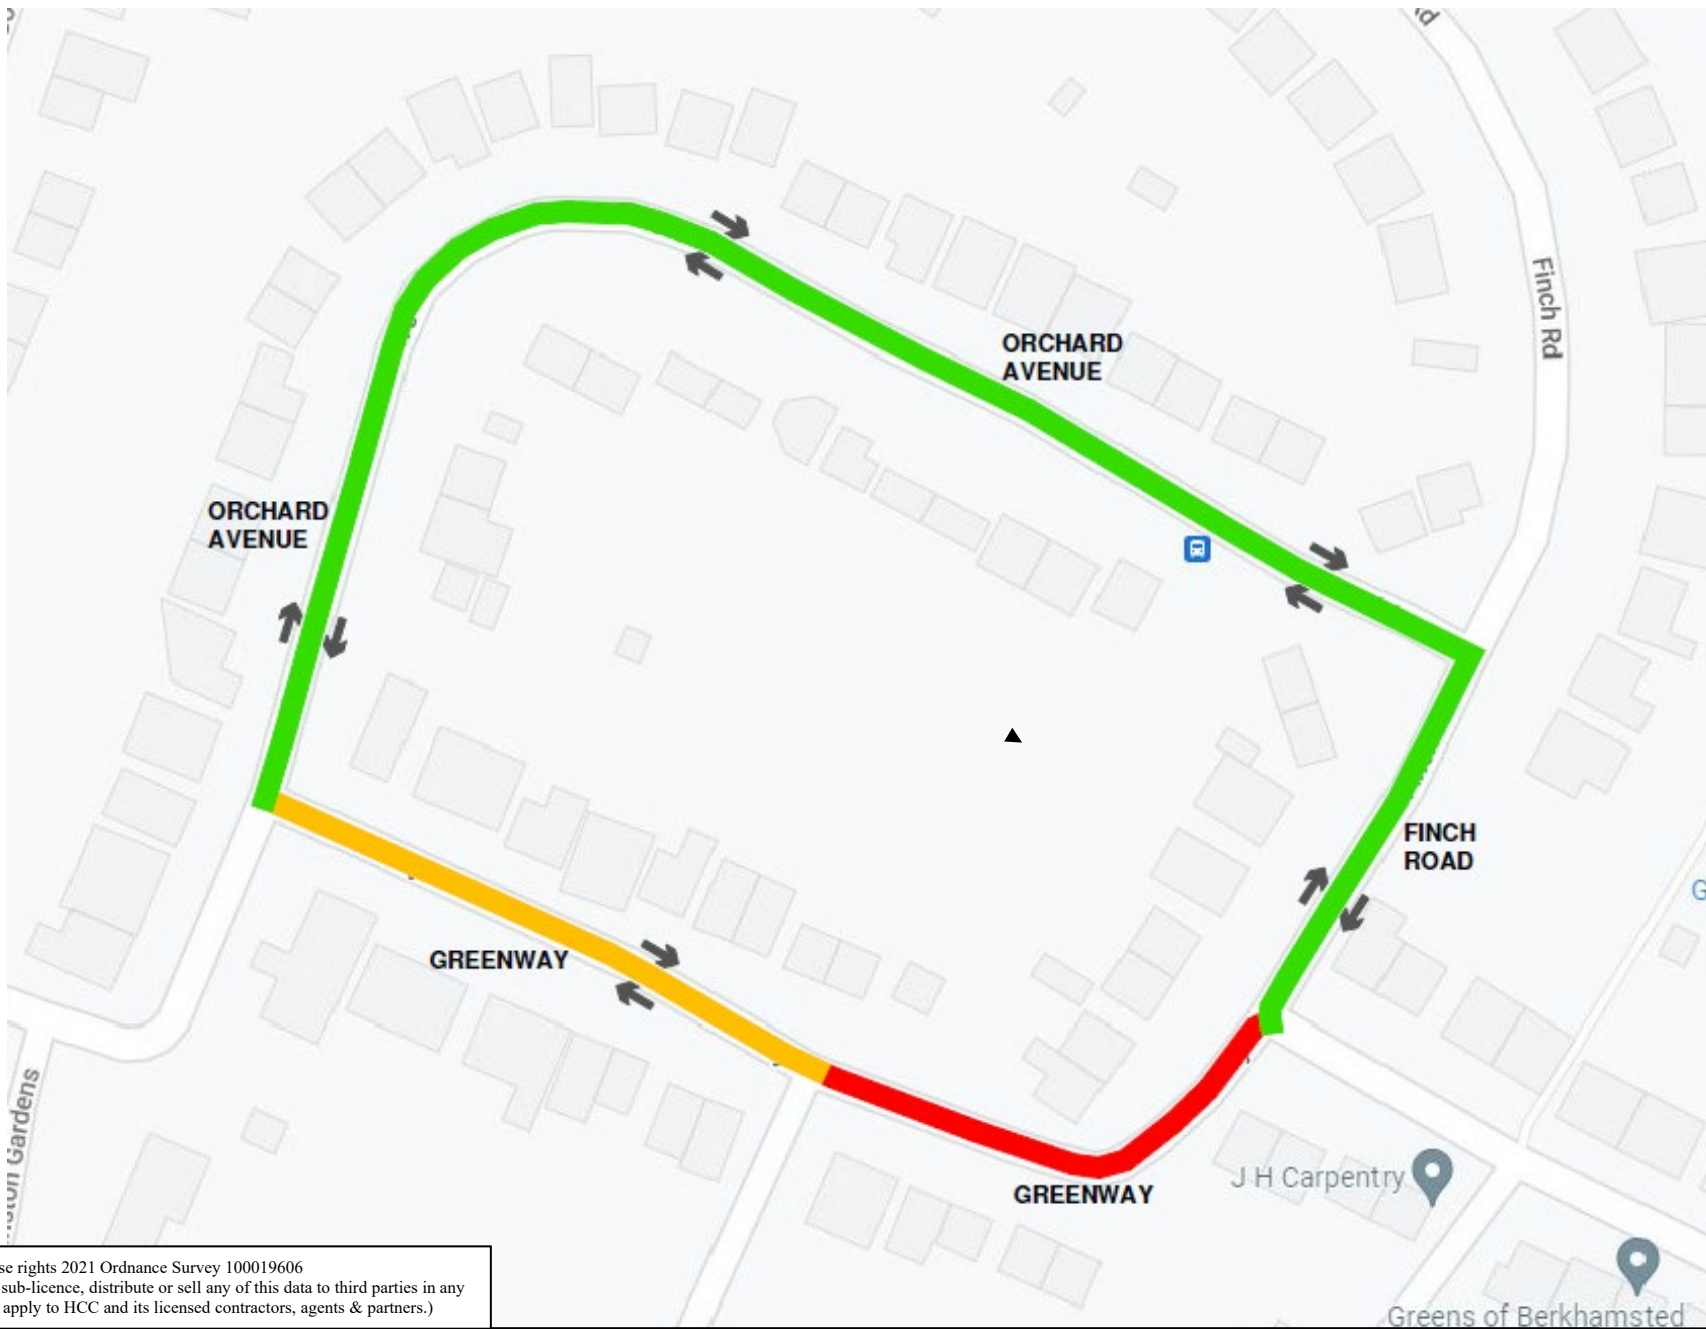 Rd
Finch Rd
ORCHARD
AVENUE
ORCHARD
AVENUE
FINCH
ROAD
G
GREENWAY
GREENWAY
J H Carpentry
Gardens
Greens of Berkhamsted
rights 2021 Ordnance Survey 100019606
sub-licence, distribute or sell any of this data to third parties in any
apply to HCC and its licensed contractors, agents & partners.)